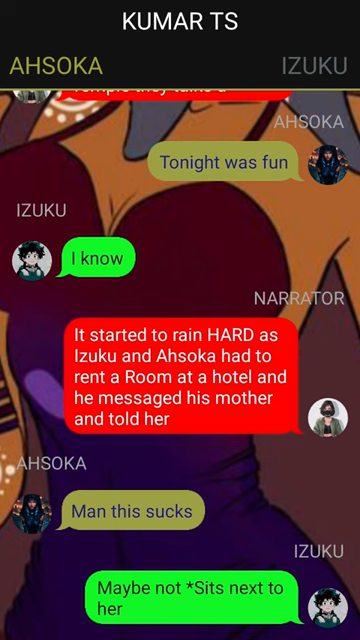 KUMAR TS
AHSOKA IZUKU
AHSOKA
Tonight was fun
IZUKU
I know
NARRATOR
It started to rain HARD as
Izuku and Ahsoka had to
rent a Room at a hotel and
he messaged his mother
and told her
AHSOKA
Man this sucks
IZUKU
Maybe not *Sits next to
her